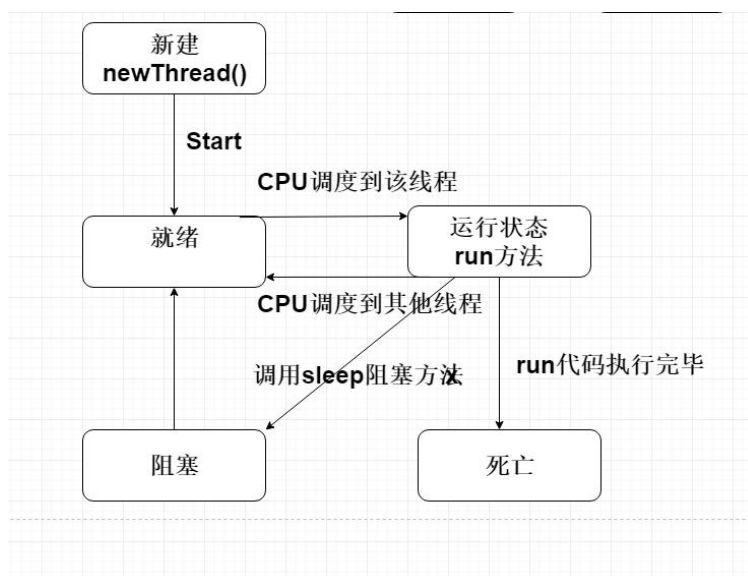 新建
newThread()
Start
CPU调度到该线程
就绪
运行状态
run方法
CPU调度到其他线程
调用sleep阻塞方法
x
run代码执行完毕
阻塞
死亡